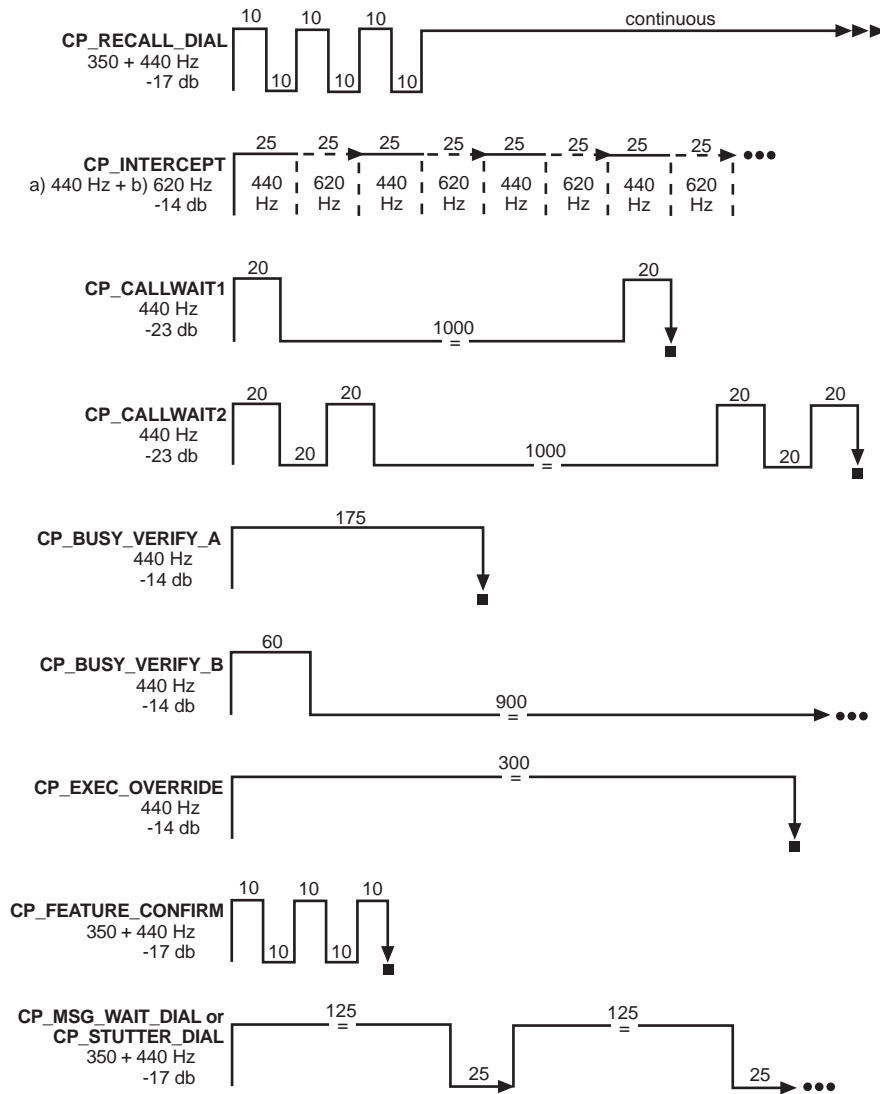 10 10 10 continuous
CP_RECALL_DIAL
350 + 440 Hz
-17 db
10 10 10
25 25 25 25 25 25 25 25
CP_INTERCEPT
a) 440 Hz + b) 620 Hz
-14 db
440 620 440 620 440 620 440 620
Hz Hz Hz Hz Hz Hz Hz Hz
20 20
CP_CALLWAIT1
440 Hz
-23 db
1000
=
20 20 20 20
CP_CALLWAIT2
440 Hz
-23 db
20 1000 20
=
175
CP_BUSY_VERIFY_A
440 Hz
-14 db
60
CP_BUSY_VERIFY_B
440 Hz
-14 db
900
=
300
=
CP_EXEC_OVERRIDE
440 Hz
-14 db
10 10 10
CP_FEATURE_CONFIRM
350 + 440 Hz
-17 db
10 10
125 125
= =
CP_MSG_WAIT_DIAL or
CP_STUTTER_DIAL
350 + 440 Hz
-17 db
25 25